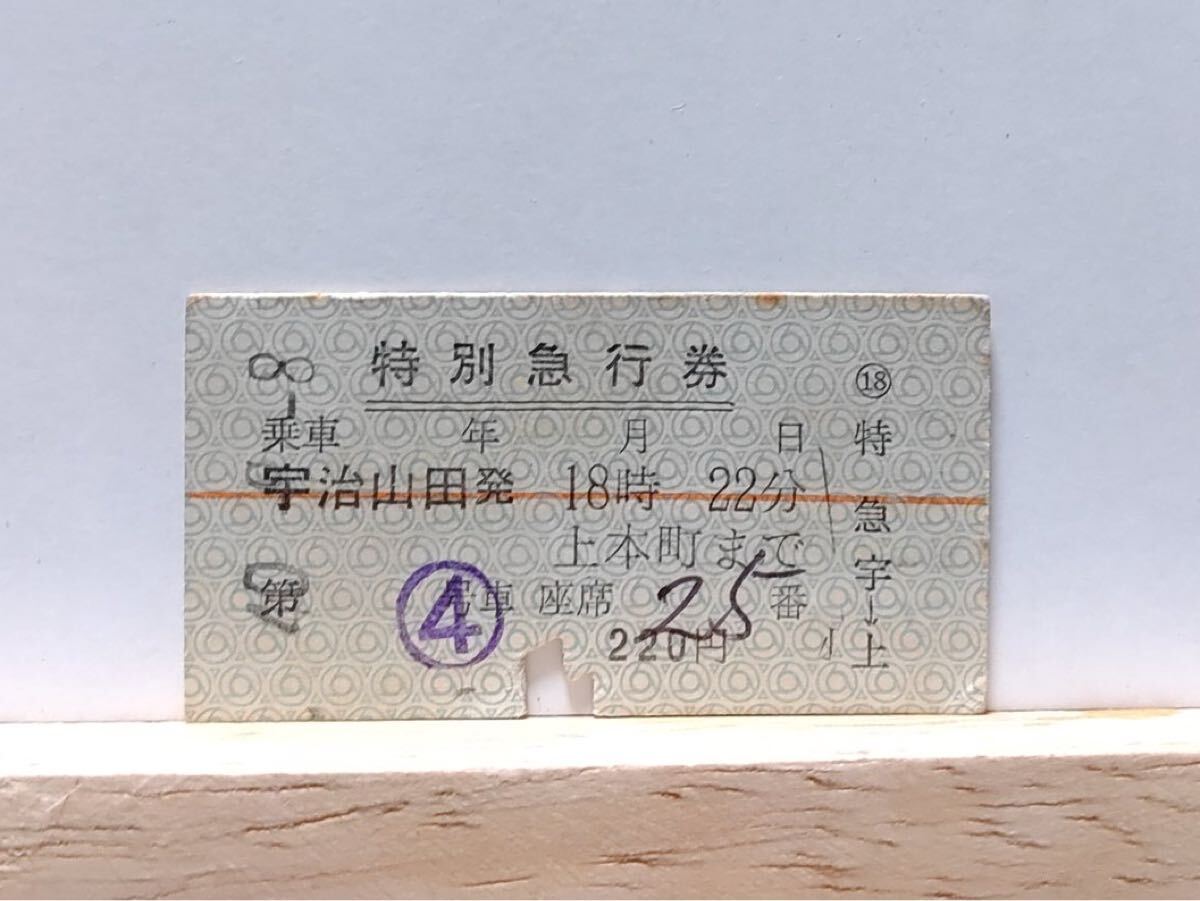 特別急行券
乗車 年 月 日
宇治山田発 18時 22分
上本町まで
第 ④ 号車 座席 25 番
220円
⑱
特急宇→上